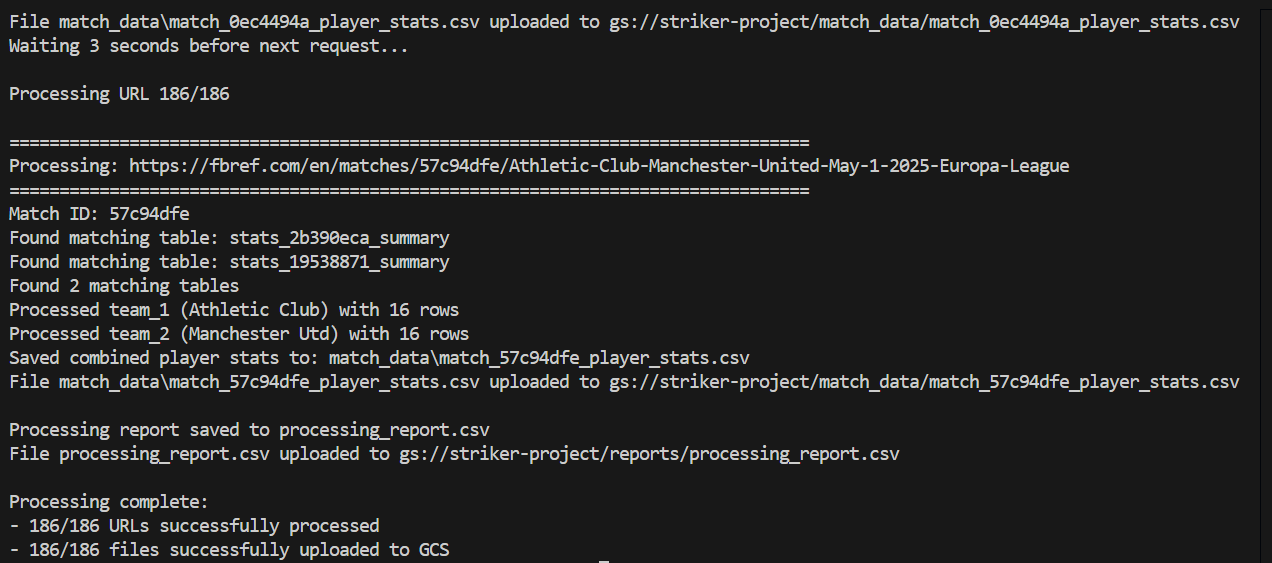 File match_data\match_0ec4494a_player_stats.csv uploaded to gs://striker-project/match_data/match_0ec4494a_player_stats.csv
Waiting 3 seconds before next request...
Processing URL 186/186
================================================================================
Processing: https://fbref.com/en/matches/57c94dfe/Athletic-Club-Manchester-United-May-1-2025-Europa-League
================================================================================
Match ID: 57c94dfe
Found matching table: stats_2b390eca_summary
Found matching table: stats_19538871_summary
Found 2 matching tables
Processed team_1 (Athletic Club) with 16 rows
Processed team_2 (Manchester Utd) with 16 rows
Saved combined player stats to: match_data\match_57c94dfe_player_stats.csv
File match_data\match_57c94dfe_player_stats.csv uploaded to gs://striker-project/match_data/match_57c94dfe_player_stats.csv
Processing report saved to processing_report.csv
File processing_report.csv uploaded to gs://striker-project/reports/processing_report.csv
Processing complete:
- 186/186 URLs successfully processed
- 186/186 files successfully uploaded to GCS